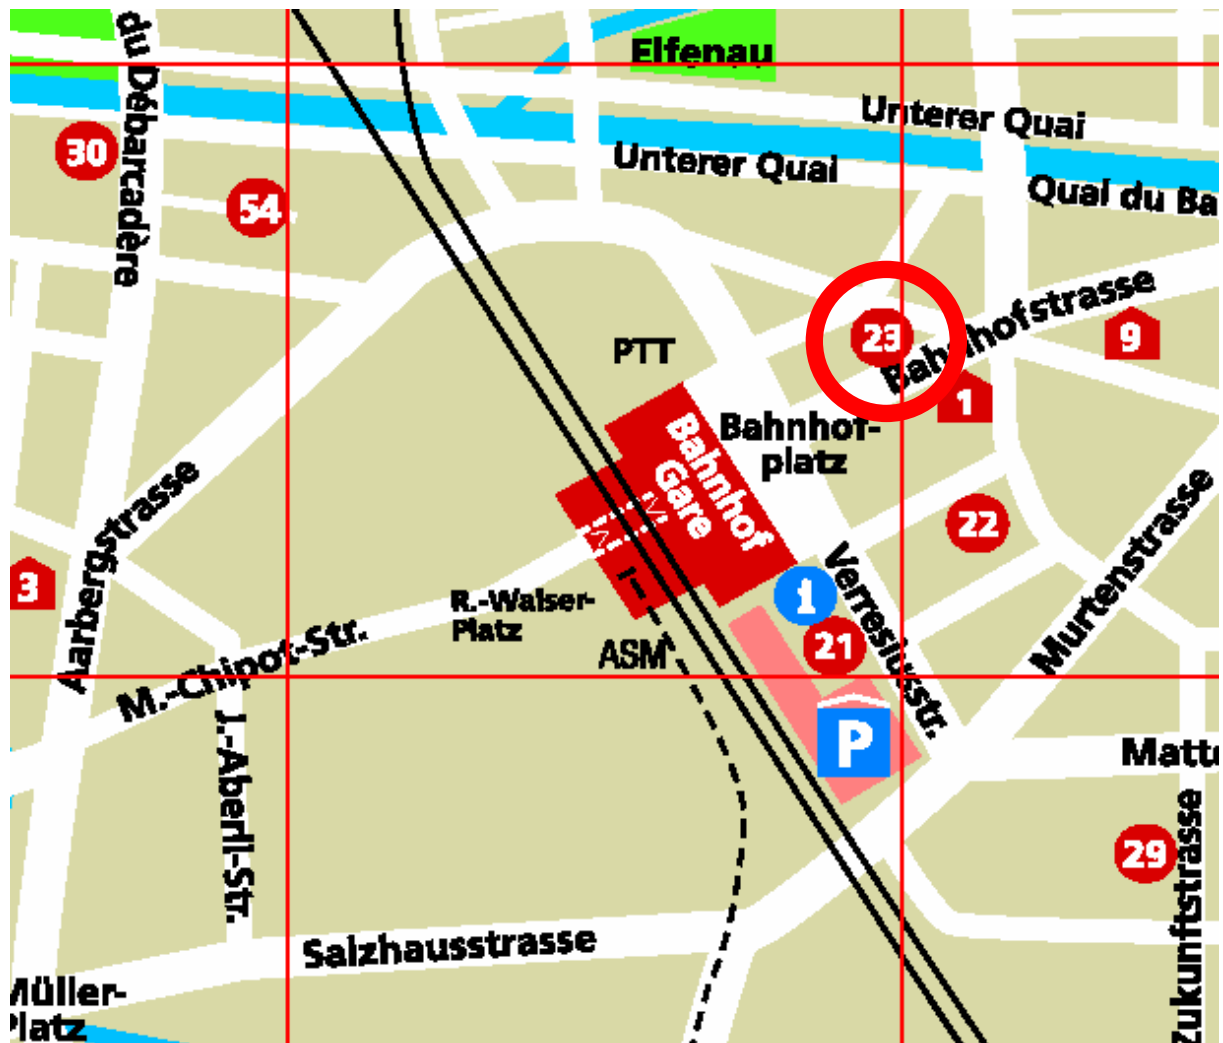 du Débarcadère
Elfenau
Unterer Quai
Unterer Quai
Quai du Ba
30
54
23
Bahnhofstrasse
9
1
PTT
Bahnhof-
platz
Bahnhof
Gare
22
Aarbergstrasse
3
R.-Walser-
Platz
ASM
i
21
Verresiusstr.
Murtenstrasse
M.-Chipot-Str.
J.-Aberli-Str.
P
Matte
29
Zukunftstrasse
Salzhausstrasse
Müller-
Platz